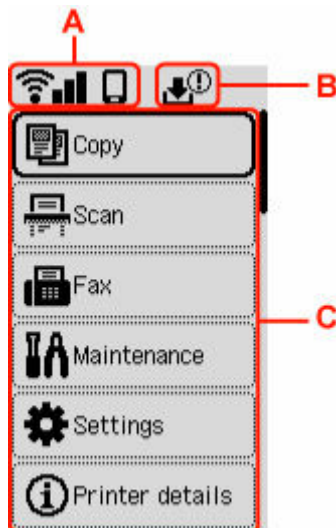 A
B
Copy
Scan
Fax
C
Maintenance
Settings
Printer details